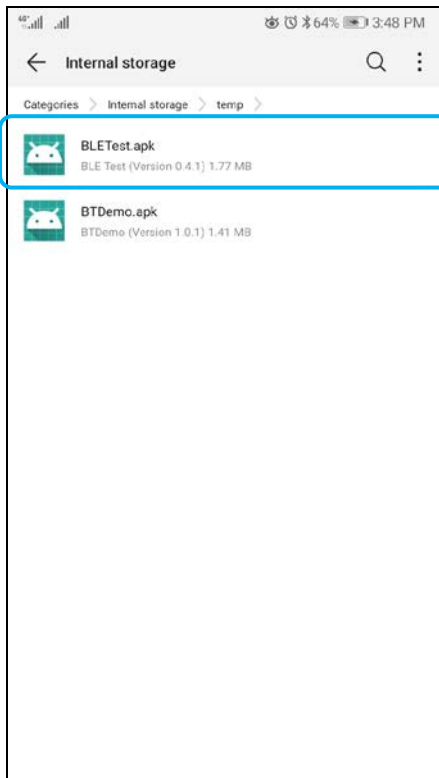 64% 3:48 PM
Internal storage
Categories > Internal storage > temp >
BLETest.apk
BLE Test (Version 0.4.1) 1.77 MB
BTDemo.apk
BTDemo (Version 1.0.1) 1.41 MB